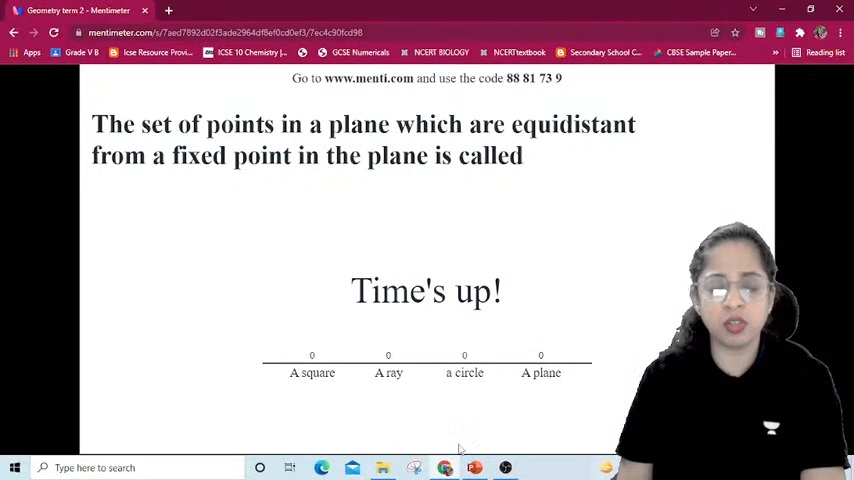 Geometry term 2 - Mentimeter
mentimeter.com/s/7aed7892d02f3ade2964df8ef0cd0ef3/7ec4c90fcd98
Apps Grade V B Icse Resource Provi... ICSE 10 Chemistry |... GCSE Numericals NCERT BIOLOGY NCERTtextbook Secondary School C... CBSE Sample Paper... » Reading list
Go to www.menti.com and use the code 88 81 73 9
The set of points in a plane which are equidistant
from a fixed point in the plane is called
Time's up!
0 0 0 0
A square A ray a circle A plane
Type here to search